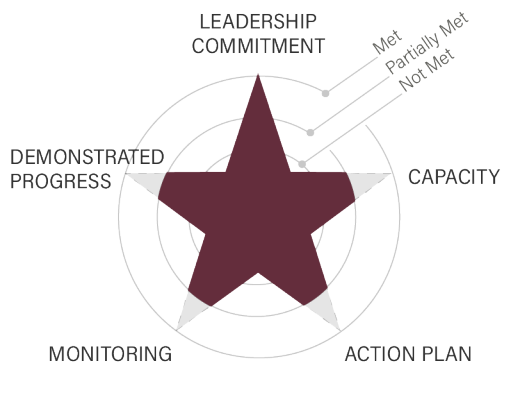 LEADERSHIP
COMMITMENT
Met
Partially Met
Not Met
DEMONSTRATED
PROGRESS
CAPACITY
MONITORING
ACTION PLAN